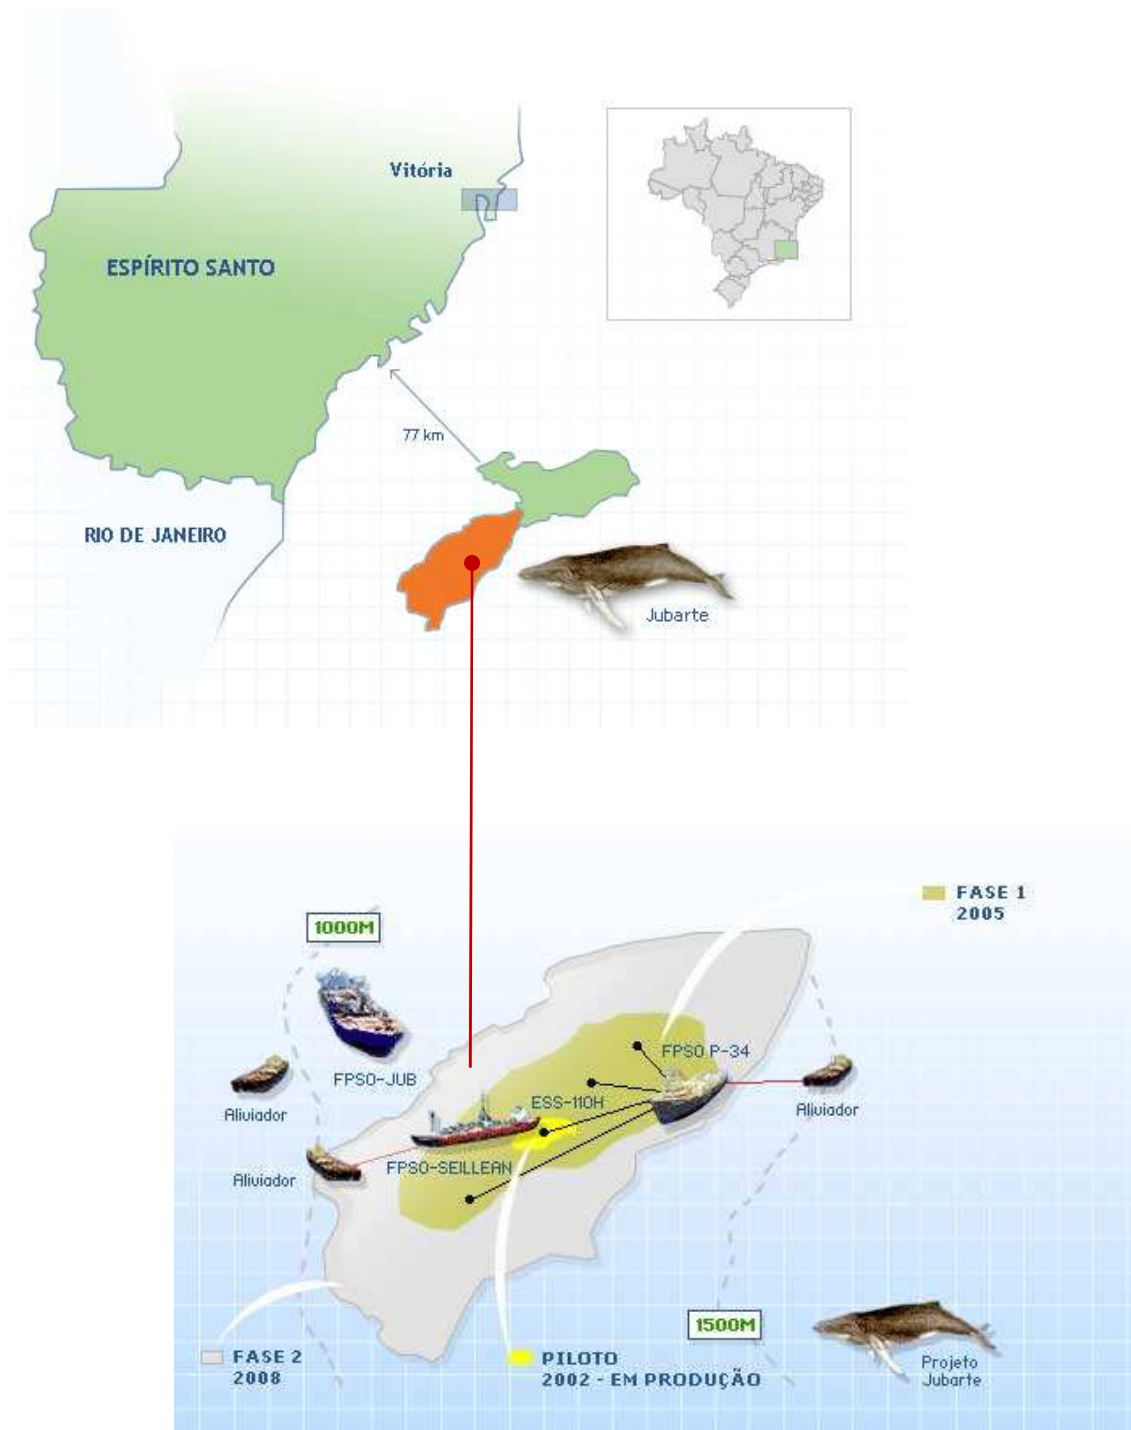 Vitória
ESPÍRITO SANTO
77 km
RIO DE JANEIRO
Jubarte
FASE 1
2005
1000M
FPSO P-34
FPSO-JUB
ESS-110H
Aliviador
Aliviador
FPSO-SEILLEAN
Aliviador
1500M
FASE 2
2008
PILOTO
2002 - EM PRODUÇÃO
Projeto
Jubarte